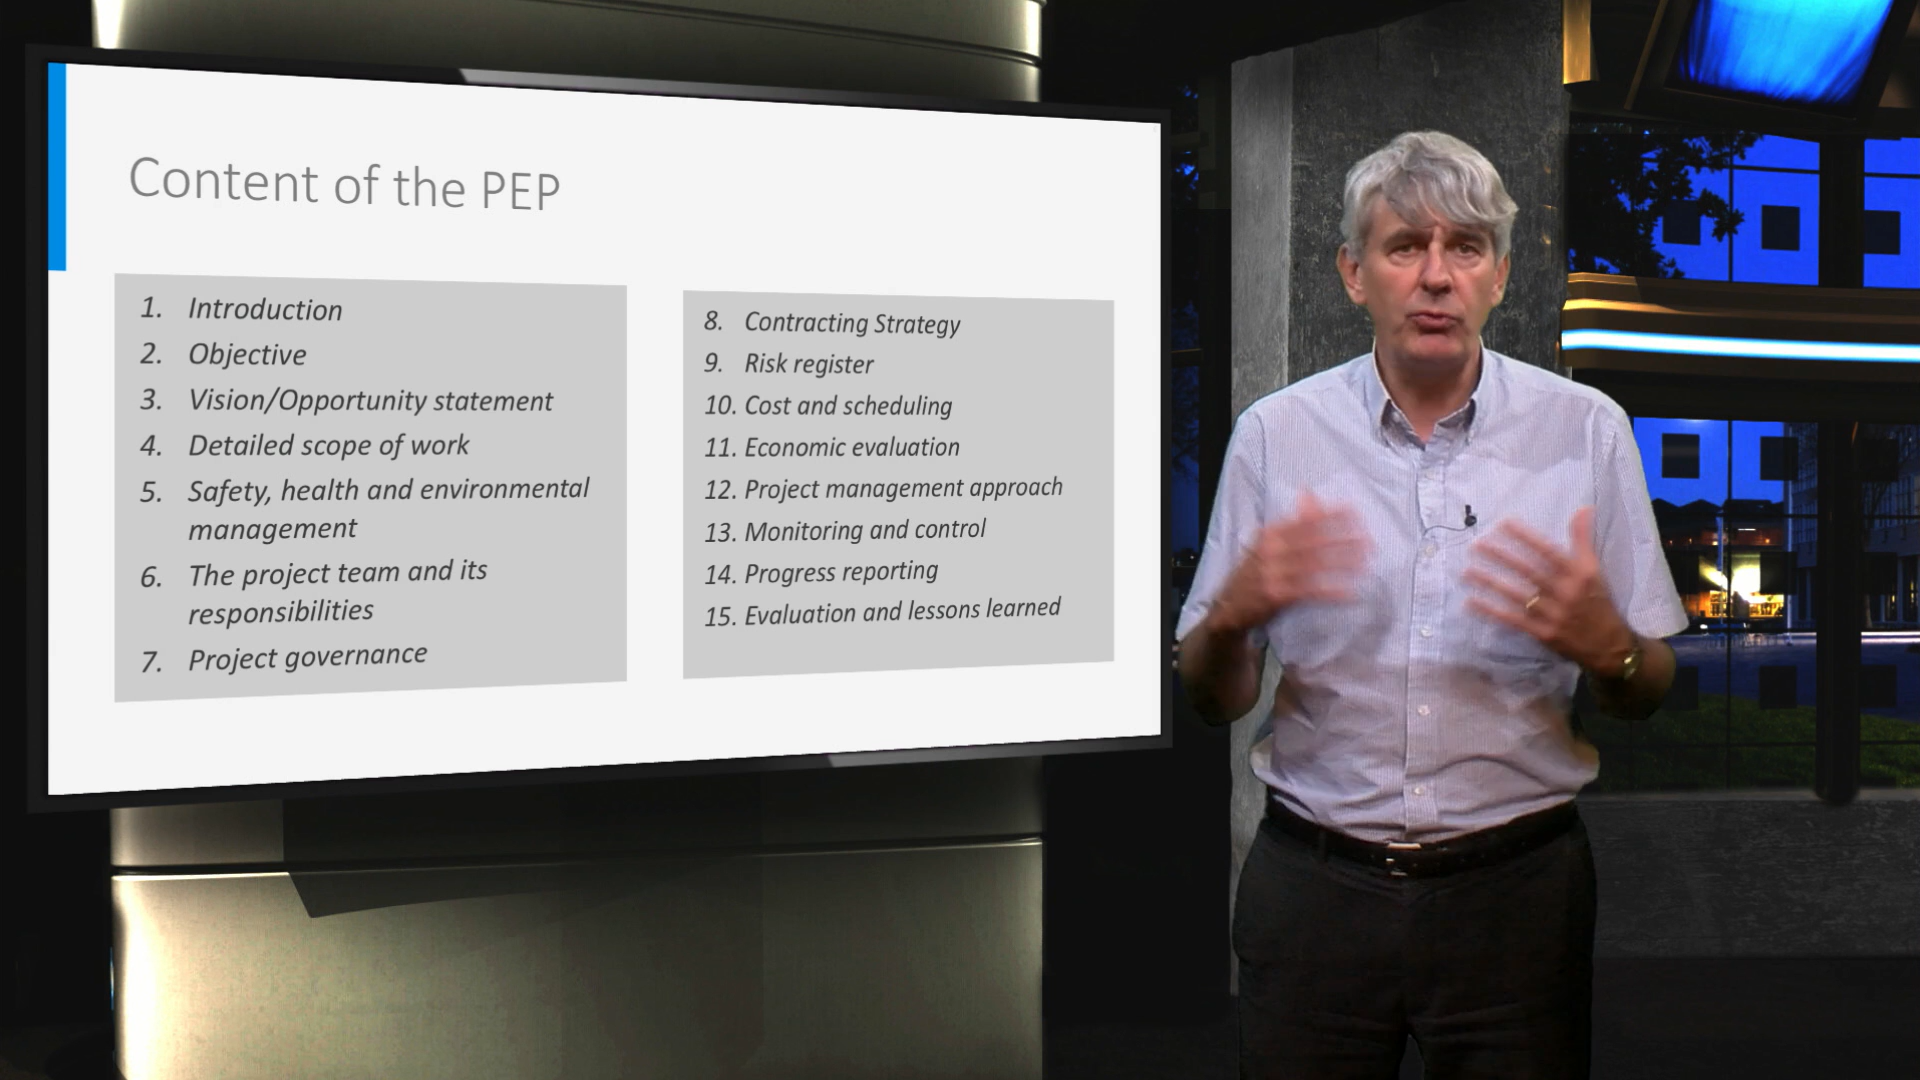 Content of the PEP
1. Introduction
2. Objective
3. Vision/Opportunity statement
4. Detailed scope of work
5. Safety, health and environmental
management
6. The project team and its
responsibilities
7. Project governance
8. Contracting Strategy
9. Risk register
10. Cost and scheduling
11. Economic evaluation
12. Project management approach
13. Monitoring and control
14. Progress reporting
15. Evaluation and lessons learned